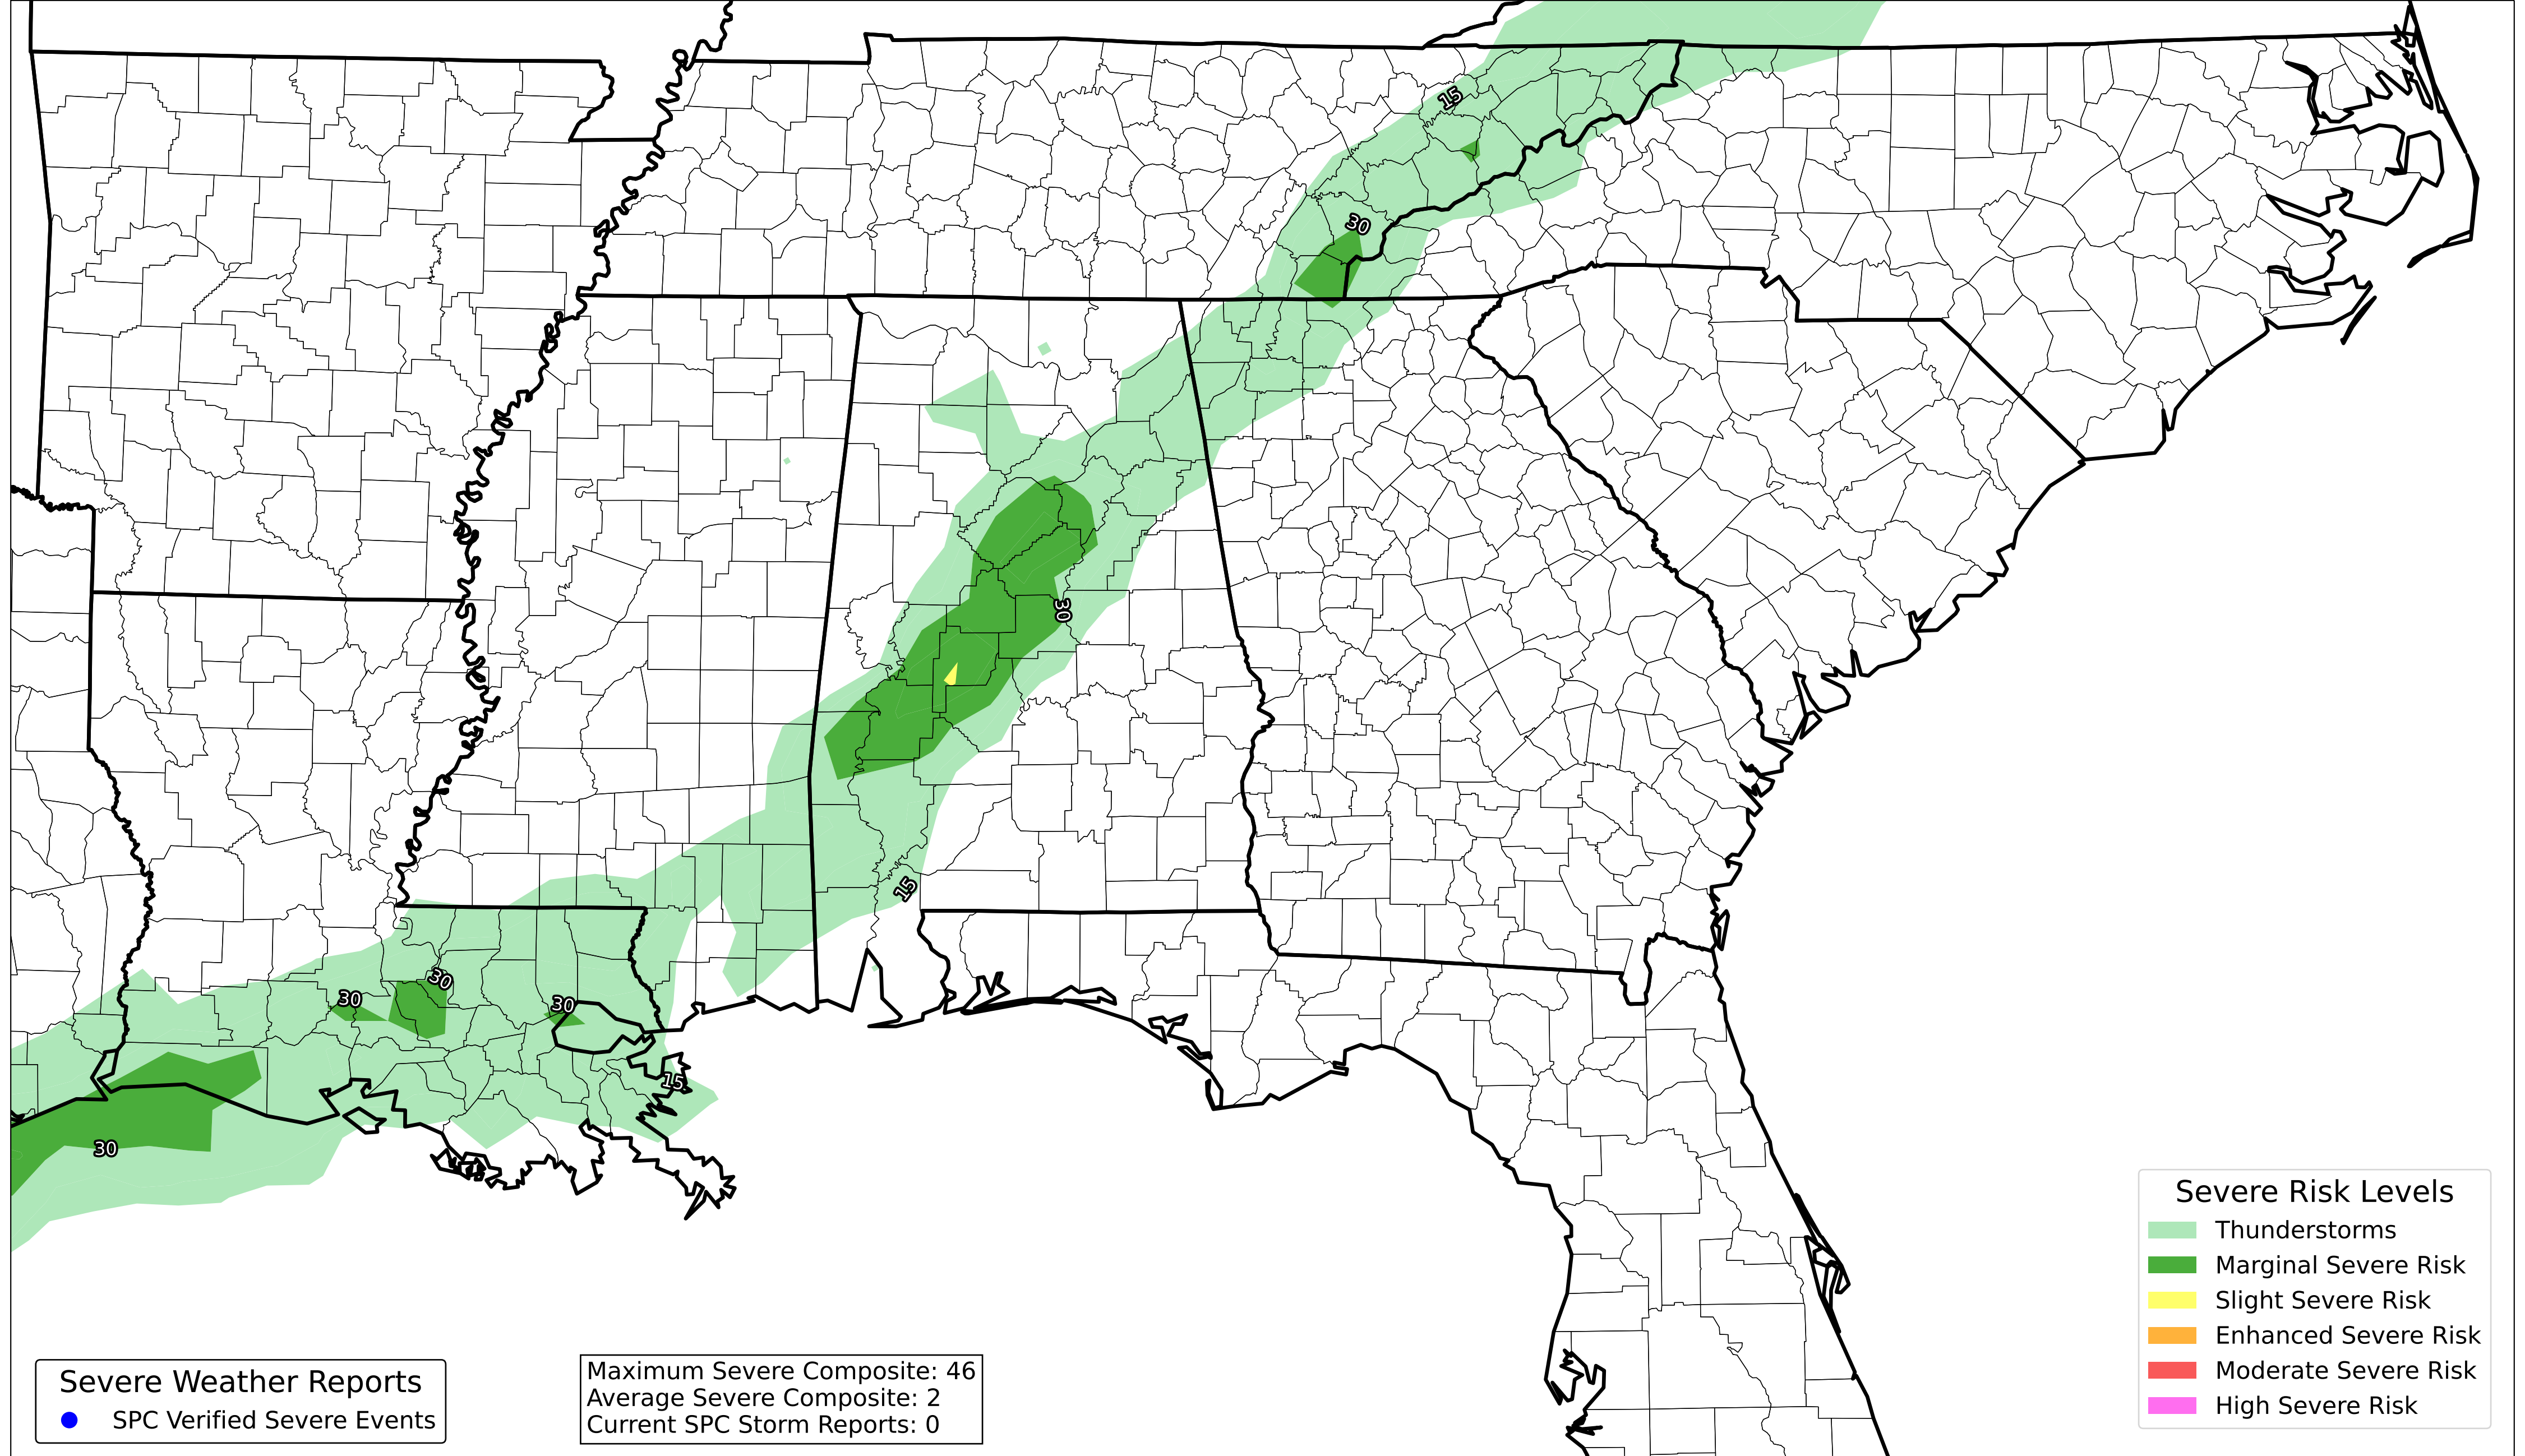 15
30
30
15
30
30
30
15
30
Severe Risk Levels
Thunderstorms
Marginal Severe Risk
Slight Severe Risk
Enhanced Severe Risk
Moderate Severe Risk
High Severe Risk
Maximum Severe Composite: 46
Average Severe Composite: 2
Current SPC Storm Reports: 0
Severe Weather Reports
SPC Verified Severe Events